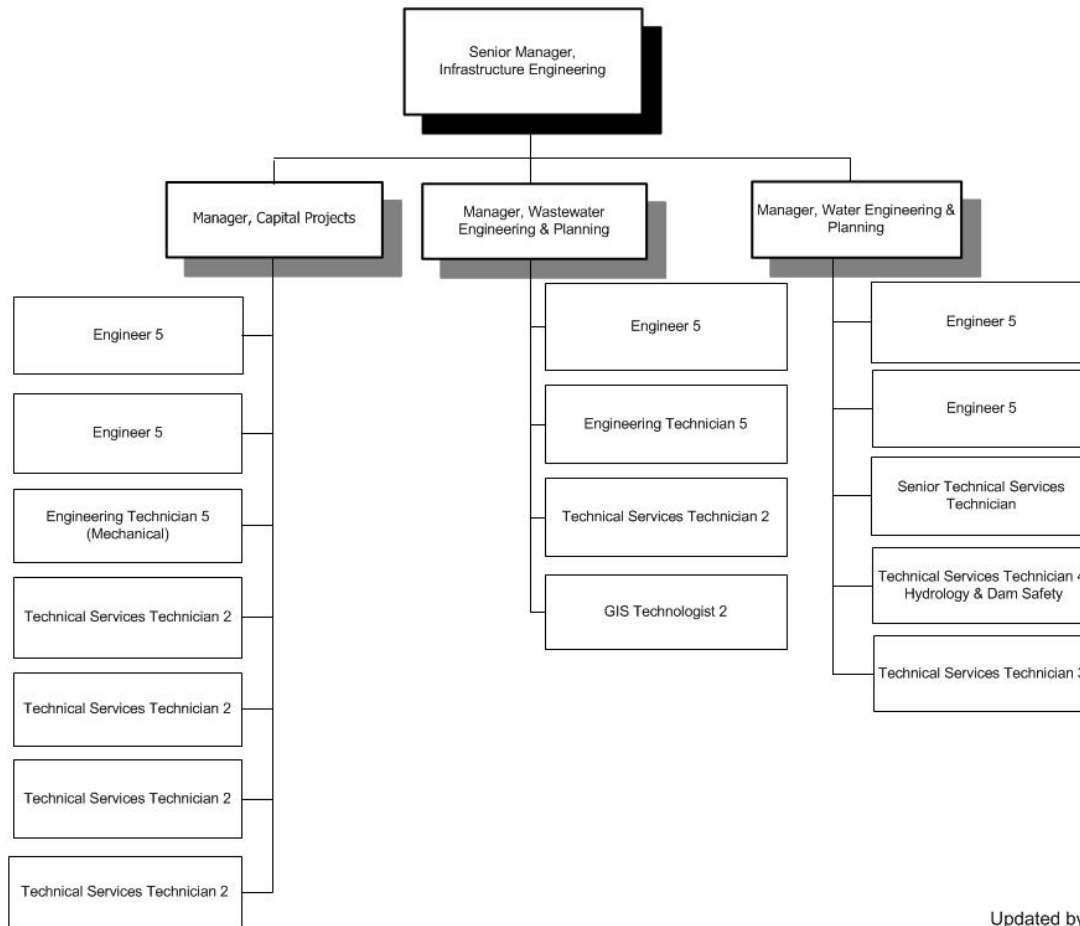 Senior Manager,
Infrastructure Engineering
Manager, Capital Projects
Manager, Wastewater
Engineering & Planning
Manager, Water Engineering &
Planning
Engineer 5
Engineer 5
Engineering Technician 5
(Mechanical)
Technical Services Technician 2
Technical Services Technician 2
Technical Services Technician 2
Technical Services Technician 2
Engineer 5
Engineering Technician 5
Technical Services Technician 2
GIS Technologist 2
Engineer 5
Engineer 5
Senior Technical Services
Technician
Technical Services Technician 4
Hydrology & Dam Safety
Technical Services Technician 3
Updated by